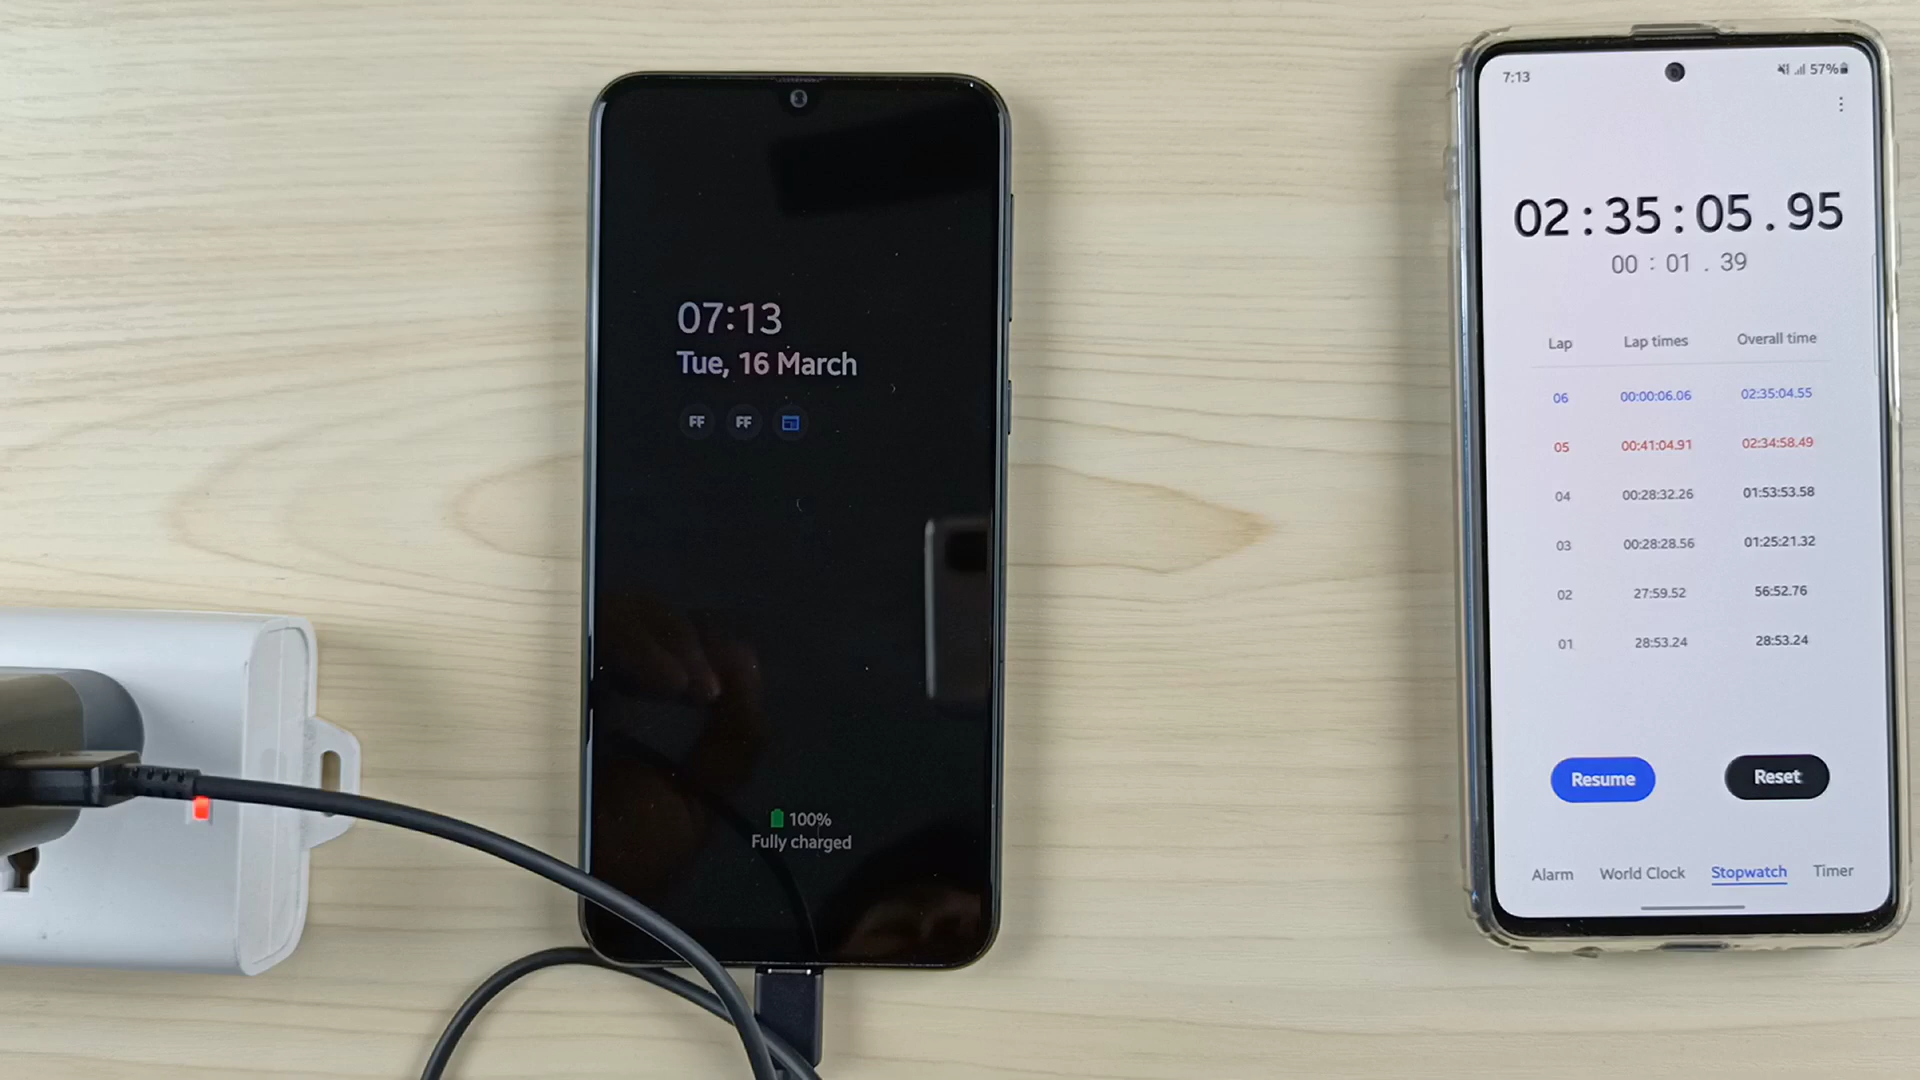 07:13
Tue, 16 March
FF FF
100%
Fully charged
7:13
57%
02:35:05.95
00:01.39
Lap Lap times Overall time
06 00:00:06.06 02:35:04.55
05 00:41:04.91 02:34:58.49
04 00:28:32.26 01:53:53.58
03 00:28:28.56 01:25:21.32
02 27:59.52 56:52.76
01 28:53.24 28:53.24
Resume Reset
Alarm World Clock Stopwatch Timer